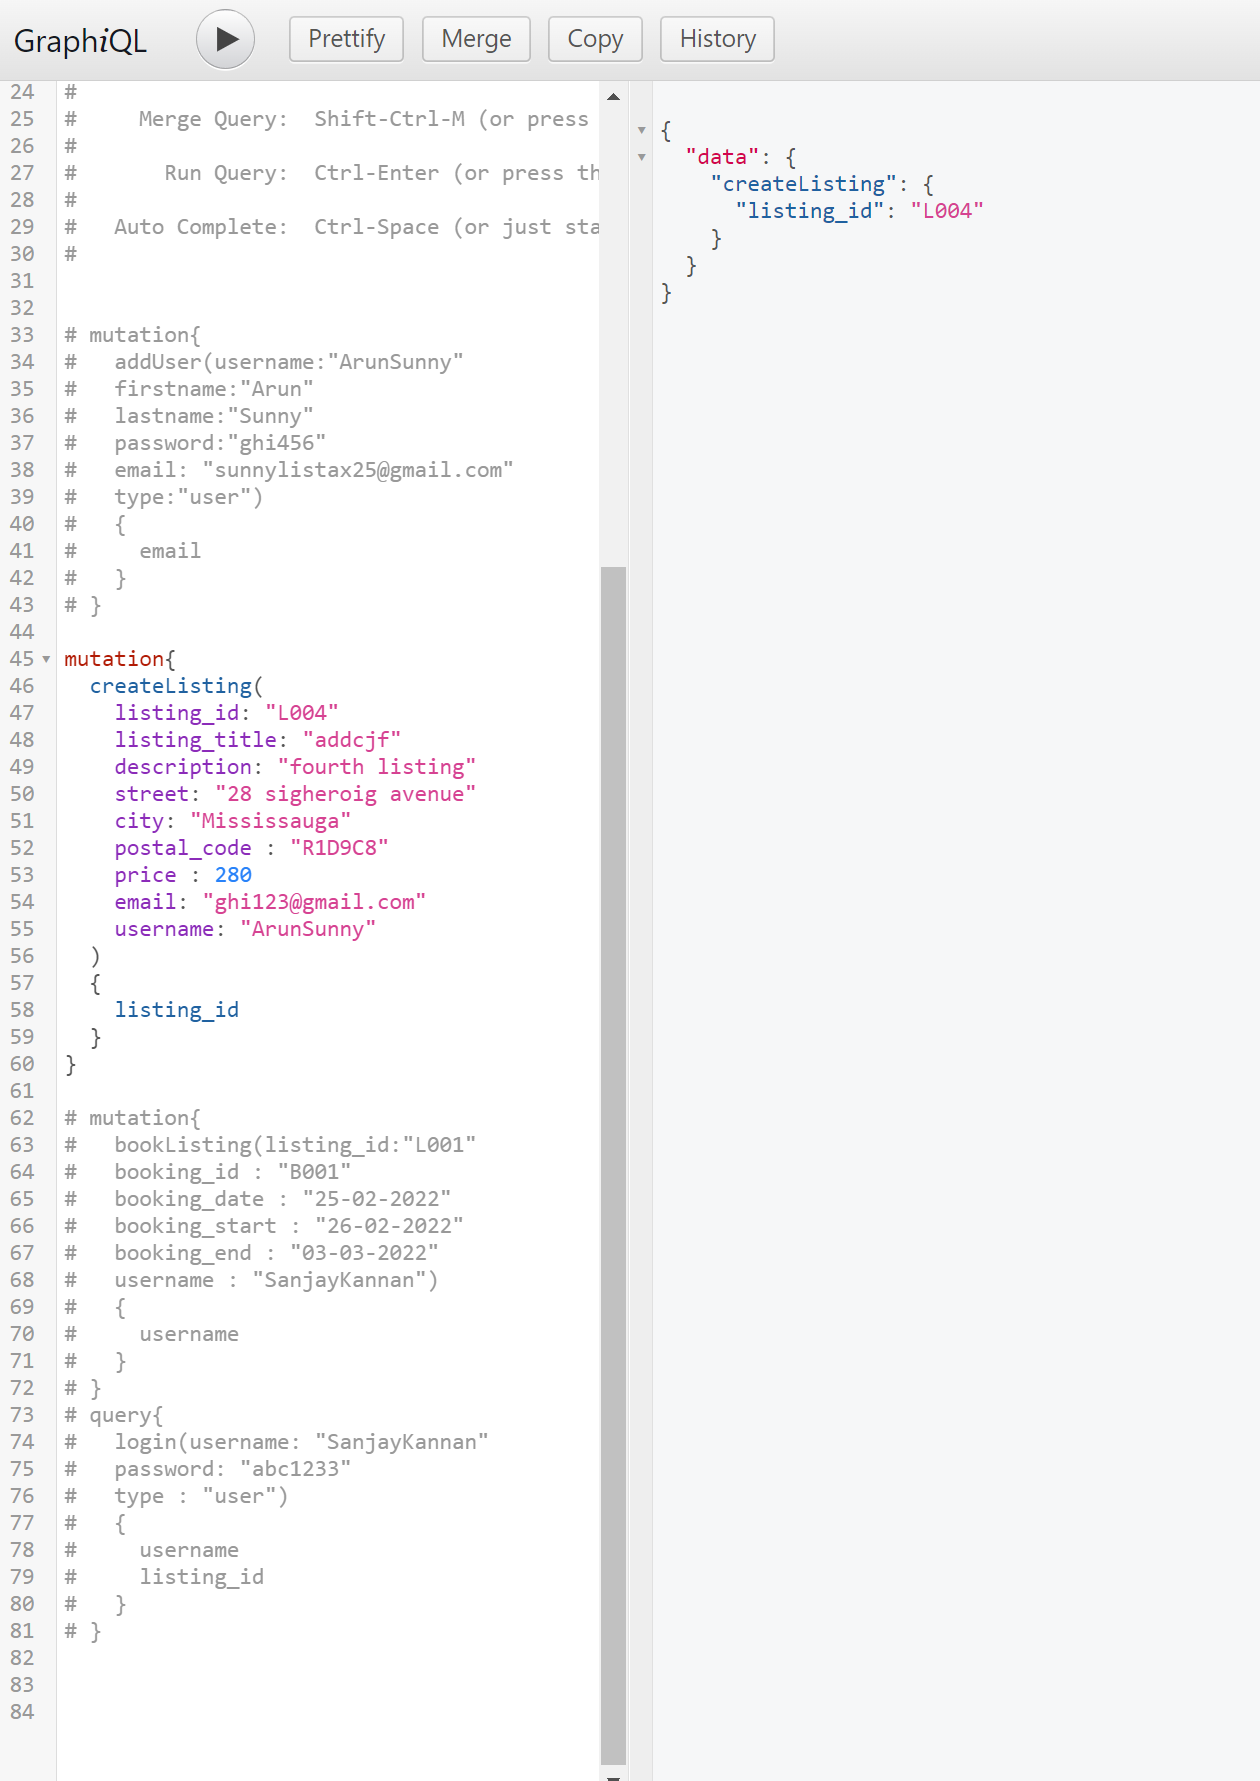 GraphiQL
Prettify
Merge
Copy
History
24 #
25 #     Merge Query:  Shift-Ctrl-M (or press
26 #
27 #       Run Query:  Ctrl-Enter (or press th
28 #
29 #   Auto Complete:  Ctrl-Space (or just sta
30 #
31
32
33 # mutation{
34 #   addUser(username:"ArunSunny"
35 #   firstname:"Arun"
36 #   lastname:"Sunny"
37 #   password:"ghi456"
38 #   email: "sunnylistax25@gmail.com"
39 #   type:"user")
40 #   {
41 #     email
42 #   }
43 # }
44
45 mutation{
46   createListing(
47     listing_id: "L004"
48     listing_title: "addcjf"
49     description: "fourth listing"
50     street: "28 sigheroig avenue"
51     city: "Mississauga"
52     postal_code : "R1D9C8"
53     price : 280
54     email: "ghi123@gmail.com"
55     username: "ArunSunny"
56   )
57   {
58     listing_id
59   }
60 }
61
62 # mutation{
63 #   bookListing(listing_id:"L001"
64 #   booking_id : "B001"
65 #   booking_date : "25-02-2022"
66 #   booking_start : "26-02-2022"
67 #   booking_end : "03-03-2022"
68 #   username : "SanjayKannan")
69 #   {
70 #     username
71 #   }
72 # }
73 # query{
74 #   login(username: "SanjayKannan"
75 #   password: "abc1233"
76 #   type : "user")
77 #   {
78 #     username
79 #     listing_id
80 #   }
81 # }
82
83
84
{
  "data": {
    "createListing": {
      "listing_id": "L004"
    }
  }
}